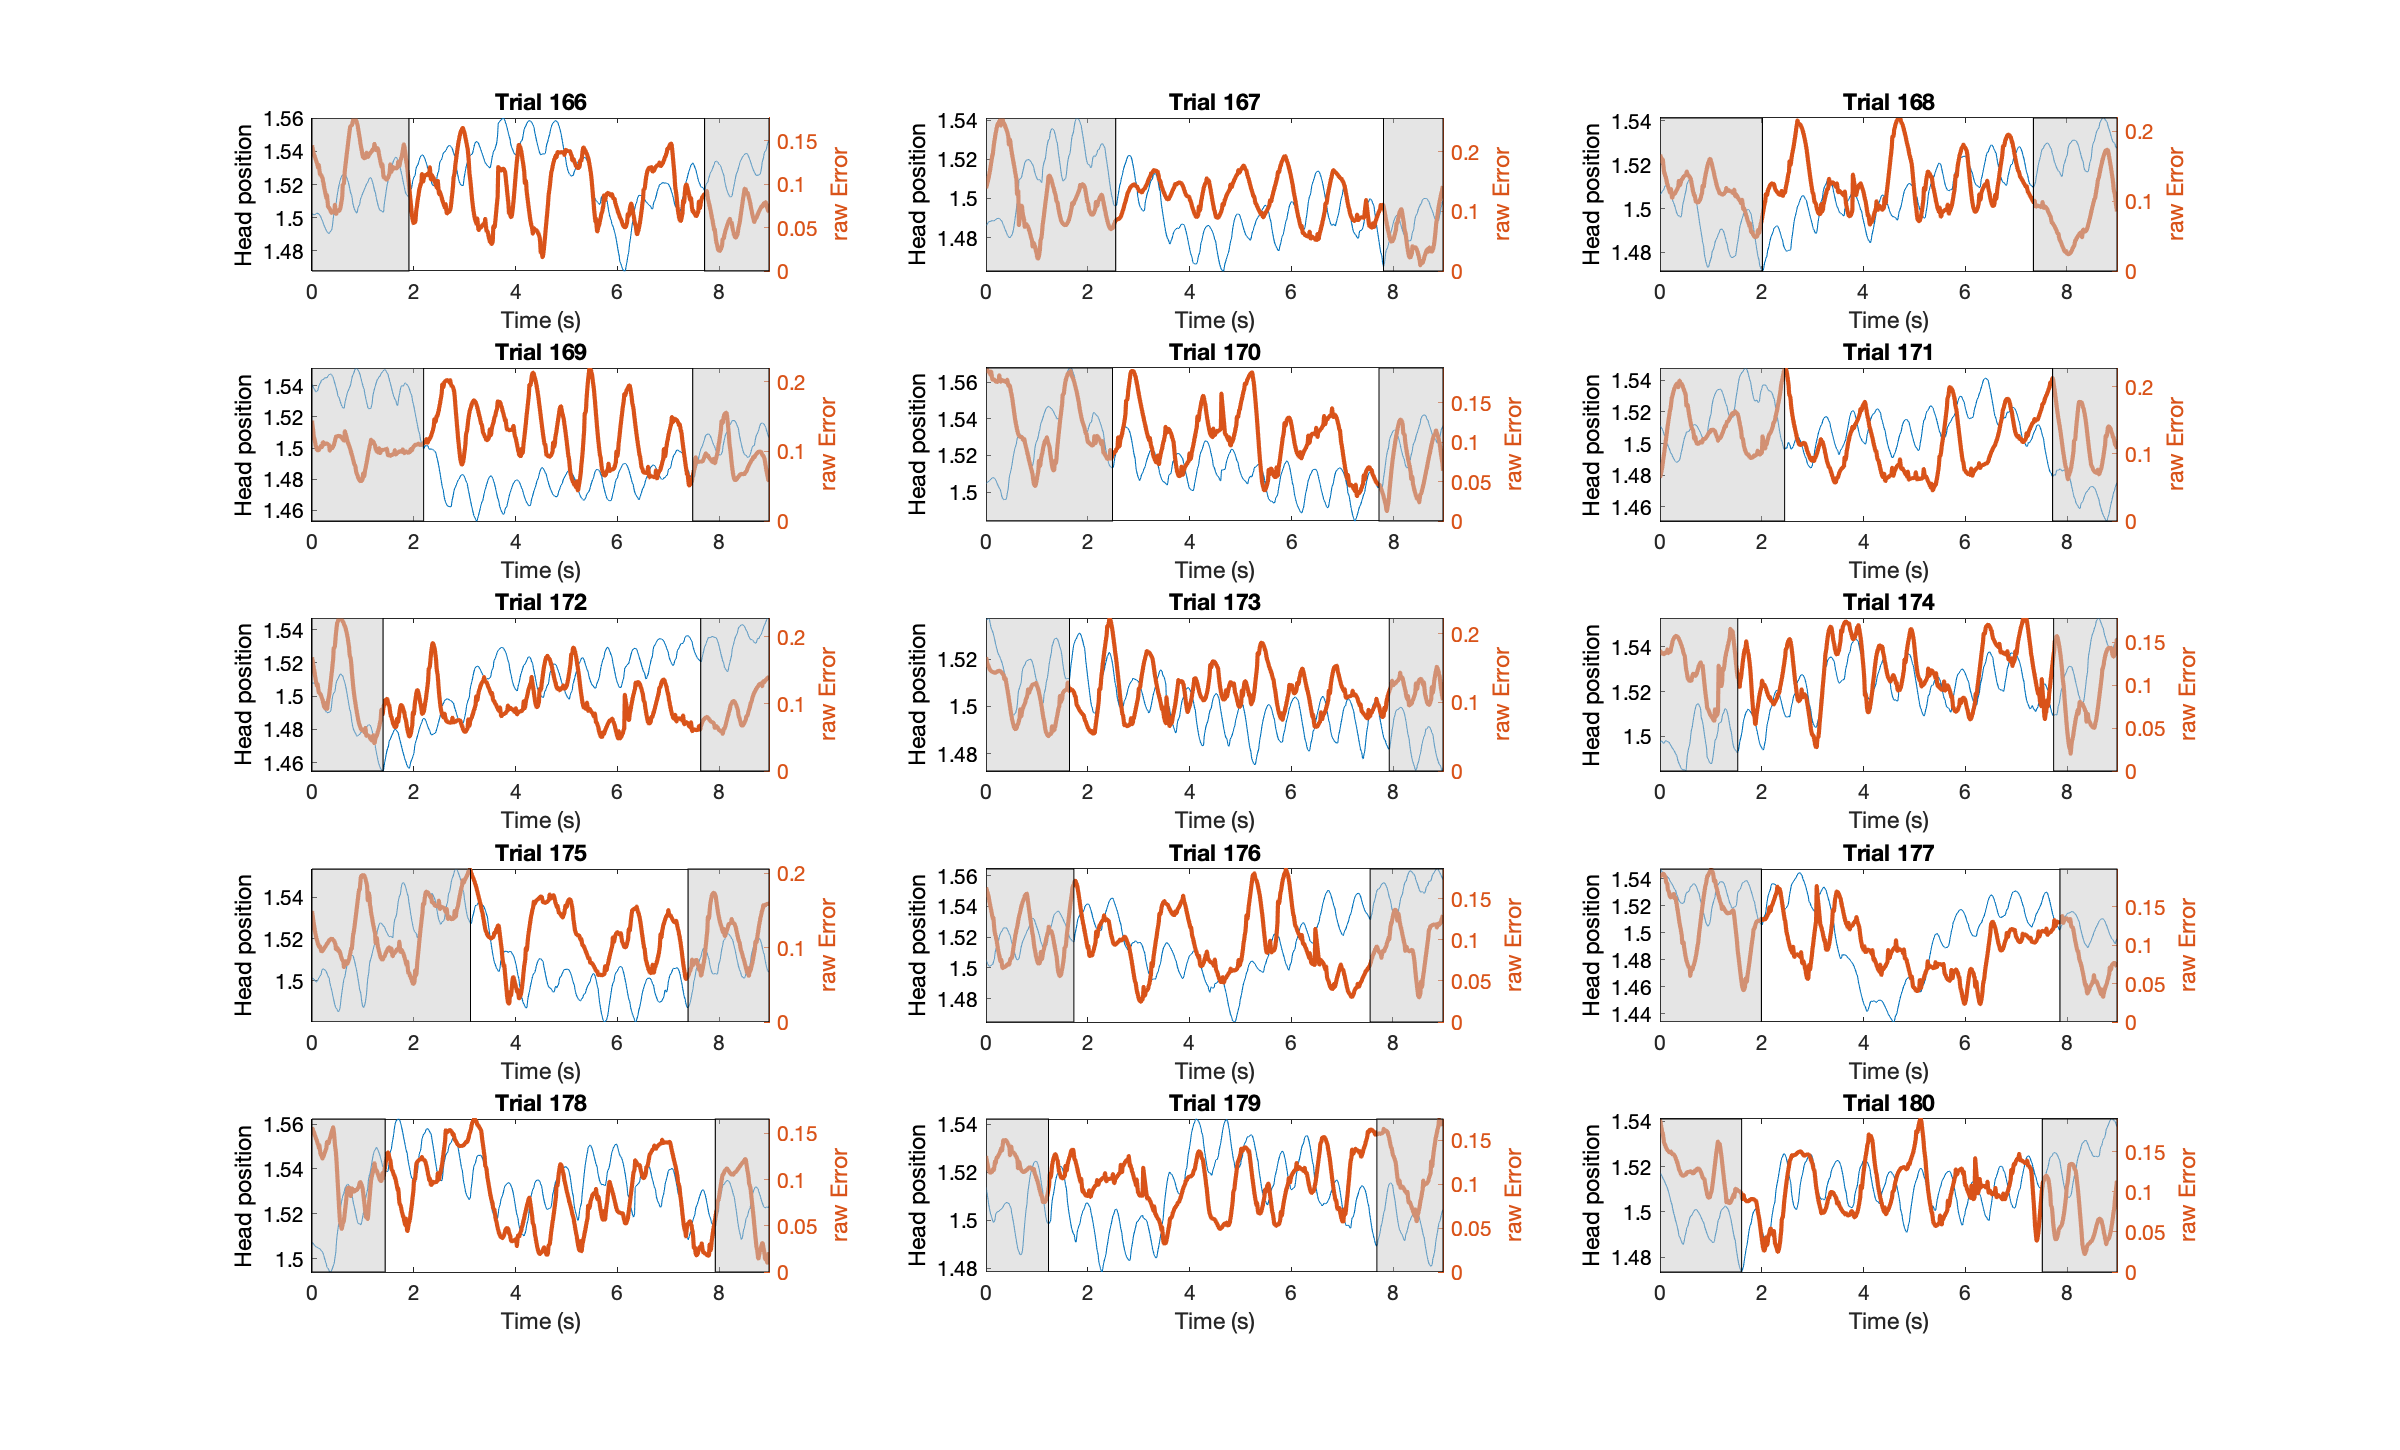 Trial 166
Head position
1.56
1.54
1.52
1.5
1.48
0.15
0.1
0.05
0
raw Error
0 2 4 6 8
Time (s)
Trial 167
Head position
1.54
1.52
1.5
1.48
0.2
0.1
0
raw Error
0 2 4 6 8
Time (s)
Trial 168
Head position
1.54
1.52
1.5
1.48
0.2
0.1
0
raw Error
0 2 4 6 8
Time (s)
Trial 169
Head position
1.54
1.52
1.5
1.48
1.46
0.2
0.1
0
raw Error
0 2 4 6 8
Time (s)
Trial 170
Head position
1.56
1.54
1.52
1.5
0.15
0.1
0.05
0
raw Error
0 2 4 6 8
Time (s)
Trial 171
Head position
1.54
1.52
1.5
1.48
1.46
0.2
0.1
0
raw Error
0 2 4 6 8
Time (s)
Trial 172
Head position
1.54
1.52
1.5
1.48
1.46
0.2
0.1
0
raw Error
0 2 4 6 8
Time (s)
Trial 173
Head position
1.52
1.5
1.48
0.2
0.1
0
raw Error
0 2 4 6 8
Time (s)
Trial 174
Head position
1.54
1.52
1.5
0.15
0.1
0.05
0
raw Error
0 2 4 6 8
Time (s)
Trial 175
Head position
1.54
1.52
1.5
0.2
0.1
0
raw Error
0 2 4 6 8
Time (s)
Trial 176
Head position
1.56
1.54
1.52
1.5
1.48
0.15
0.1
0.05
0
raw Error
0 2 4 6 8
Time (s)
Trial 177
Head position
1.54
1.52
1.5
1.48
1.46
1.44
0.15
0.1
0.05
0
raw Error
0 2 4 6 8
Time (s)
Trial 178
Head position
1.56
1.54
1.52
1.5
0.15
0.1
0.05
0
raw Error
0 2 4 6 8
Time (s)
Trial 179
Head position
1.54
1.52
1.5
1.48
0.15
0.1
0.05
0
raw Error
0 2 4 6 8
Time (s)
Trial 180
Head position
1.54
1.52
1.5
1.48
0.15
0.1
0.05
0
raw Error
0 2 4 6 8
Time (s)